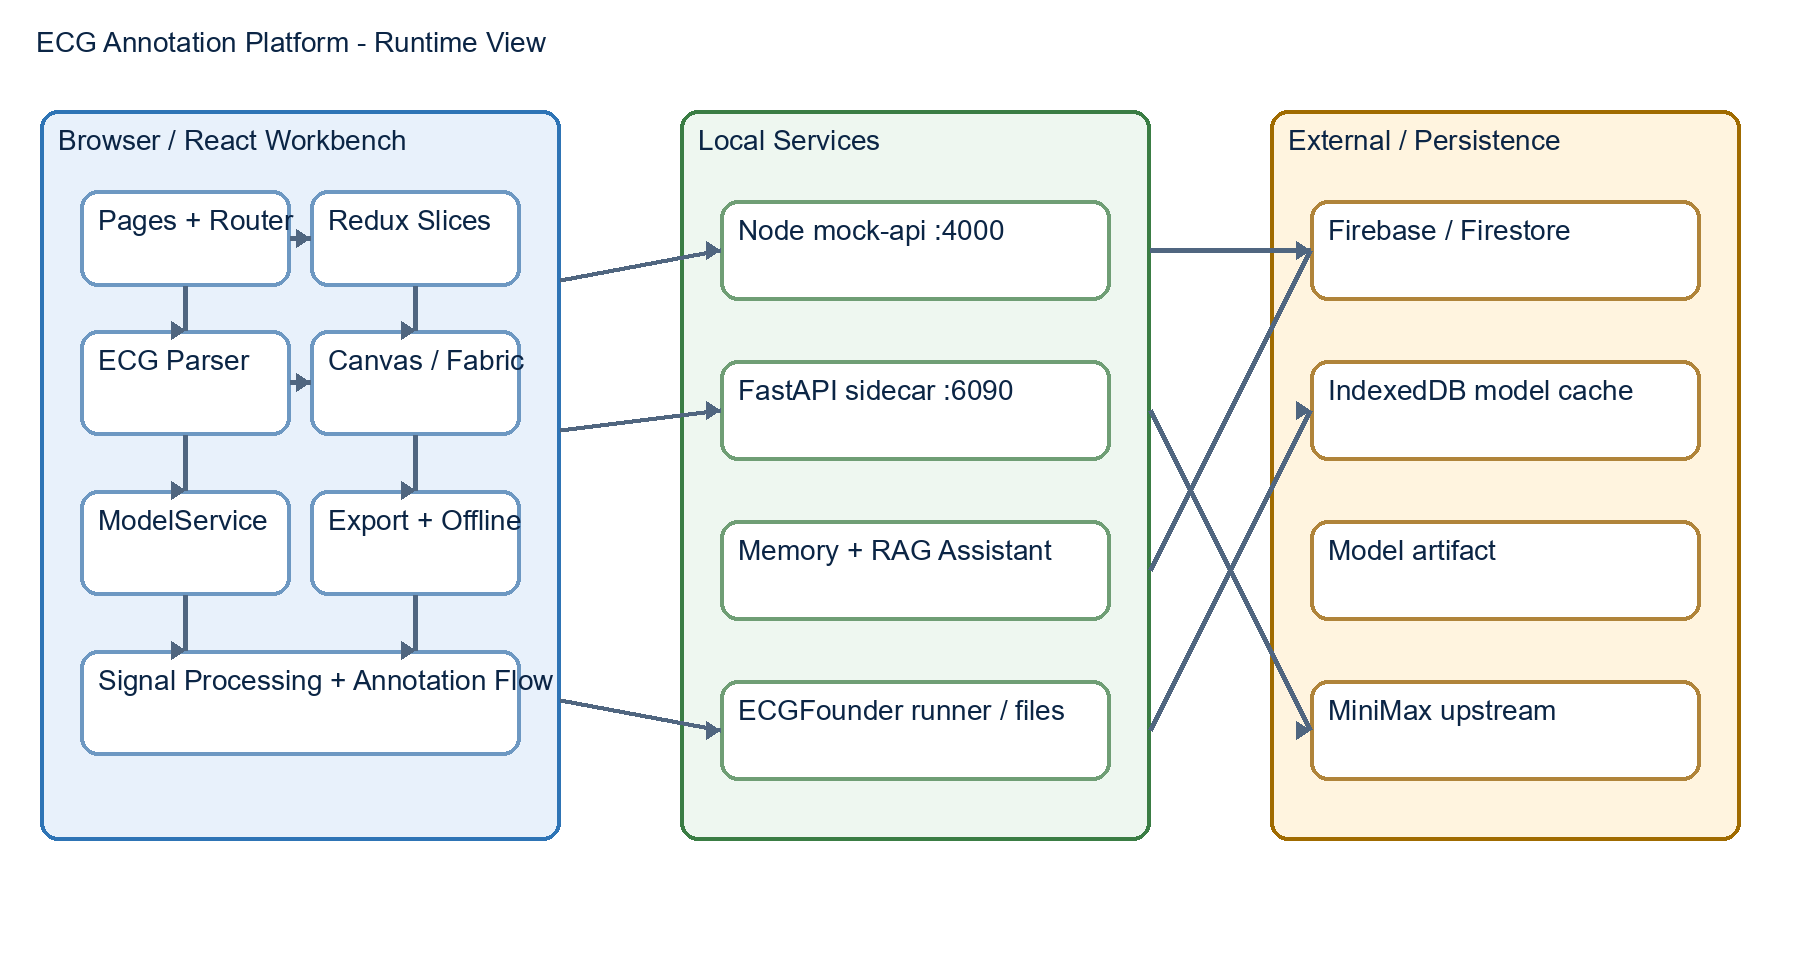 ECG Annotation Platform - Runtime View
Browser / React Workbench
Pages + Router
Redux Slices
ECG Parser
Canvas / Fabric
ModelService
Export + Offline
Signal Processing + Annotation Flow
Local Services
Node mock-api :4000
FastAPI sidecar :6090
Memory + RAG Assistant
ECGFounder runner / files
External / Persistence
Firebase / Firestore
IndexedDB model cache
Model artifact
MiniMax upstream